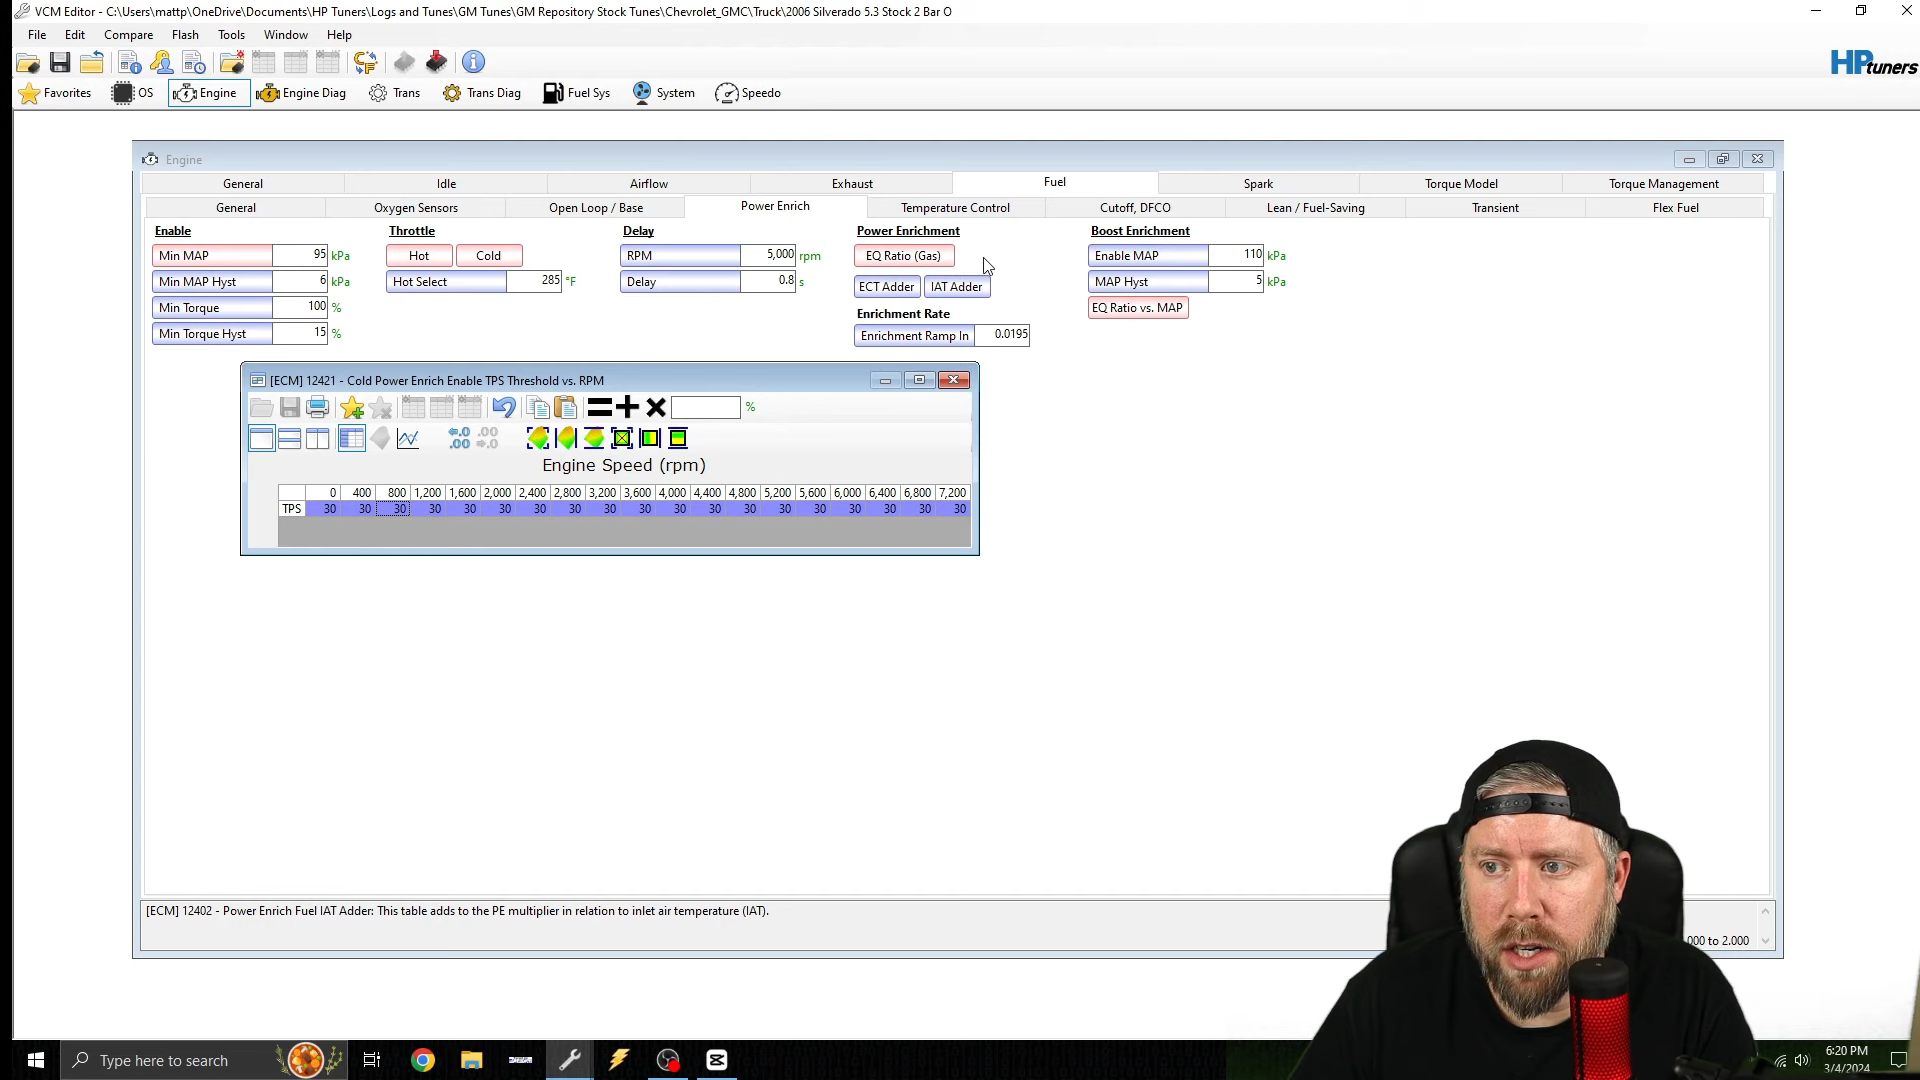 VCM Editor - C:\Users\mattp\OneDrive\Documents\HP Tuners\Logs and Tunes\GM Tunes\GM Repository Stock Tunes\Chevrolet_GMC\Truck\2006 Silverado 5.3 Stock 2 Bar O
File Edit Compare Flash Tools Window Help
HP tuners
Favorites OS Engine Engine Diag Trans Trans Diag Fuel Sys System Speedo
Engine
General Idle Airflow Exhaust Fuel Spark Torque Model Torque Management
General Oxygen Sensors Open Loop / Base Power Enrich Temperature Control Cutoff, DFCO Lean / Fuel-Saving Transient Flex Fuel
Enable Throttle Delay Power Enrichment Boost Enrichment
Min MAP 95 kPa Hot Cold RPM 5,000 rpm EQ Ratio (Gas) Enable MAP 110 kPa
Min MAP Hyst 6 kPa Hot Select 285 °F Delay 0.8 s ECT Adder IAT Adder MAP Hyst 5 kPa
Min Torque 100 % Enrichment Rate EQ Ratio vs. MAP
Min Torque Hyst 15 % Enrichment Ramp In 0.0195
[ECM] 12421 - Cold Power Enrich Enable TPS Threshold vs. RPM
%
Engine Speed (rpm)
0 400 800 1,200 1,600 2,000 2,400 2,800 3,200 3,600 4,000 4,400 4,800 5,200 5,600 6,000 6,400 6,800 7,200
TPS 30 30 30 30 30 30 30 30 30 30 30 30 30 30 30 30 30 30 30
[ECM] 12402 - Power Enrich Fuel IAT Adder: This table adds to the PE multiplier in relation to inlet air temperature (IAT).
000 to 2.000
Type here to search
6:20 PM
3/4/2024